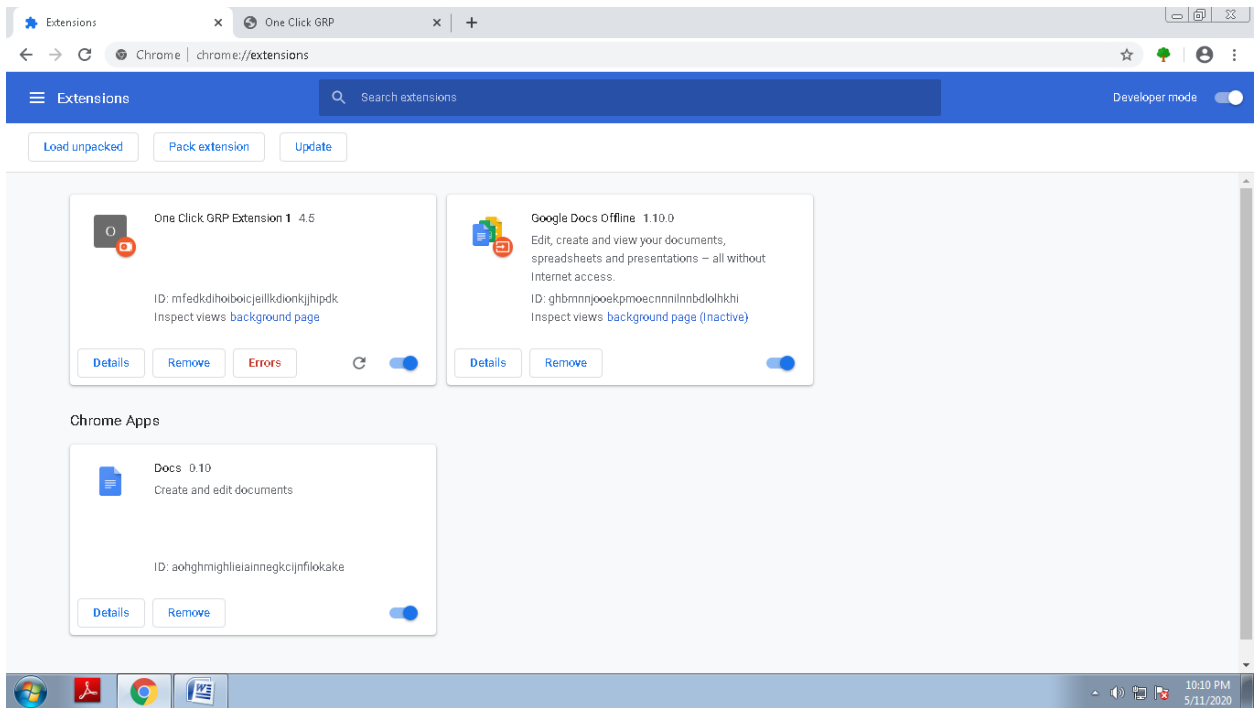 Extensions
One Click GRP
Chrome | chrome://extensions
Extensions
Search extensions
Developer mode
Load unpacked
Pack extension
Update
O
One Click GRP Extension 1 4.5
ID: mfedkdihoiboicjeillkdionkjjhipdk
Inspect views background page
Details
Remove
Errors
Google Docs Offline 1.10.0
Edit, create and view your documents,
spreadsheets and presentations — all without
Internet access.
ID: ghbmnnjooekpmoecnnnilnnbdlolhkhi
Inspect views background page (Inactive)
Details
Remove
Chrome Apps
Docs 0.10
Create and edit documents
ID: aohghmighlieiainnegkcijnfilokake
Details
Remove
W
10:10 PM
5/11/2020